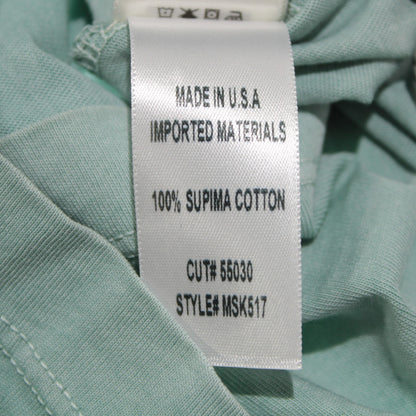 MADE IN U.S.A
IMPORTED MATERIALS
100% SUPIMA COTTON
CUT# 55030
STYLE# MSK517